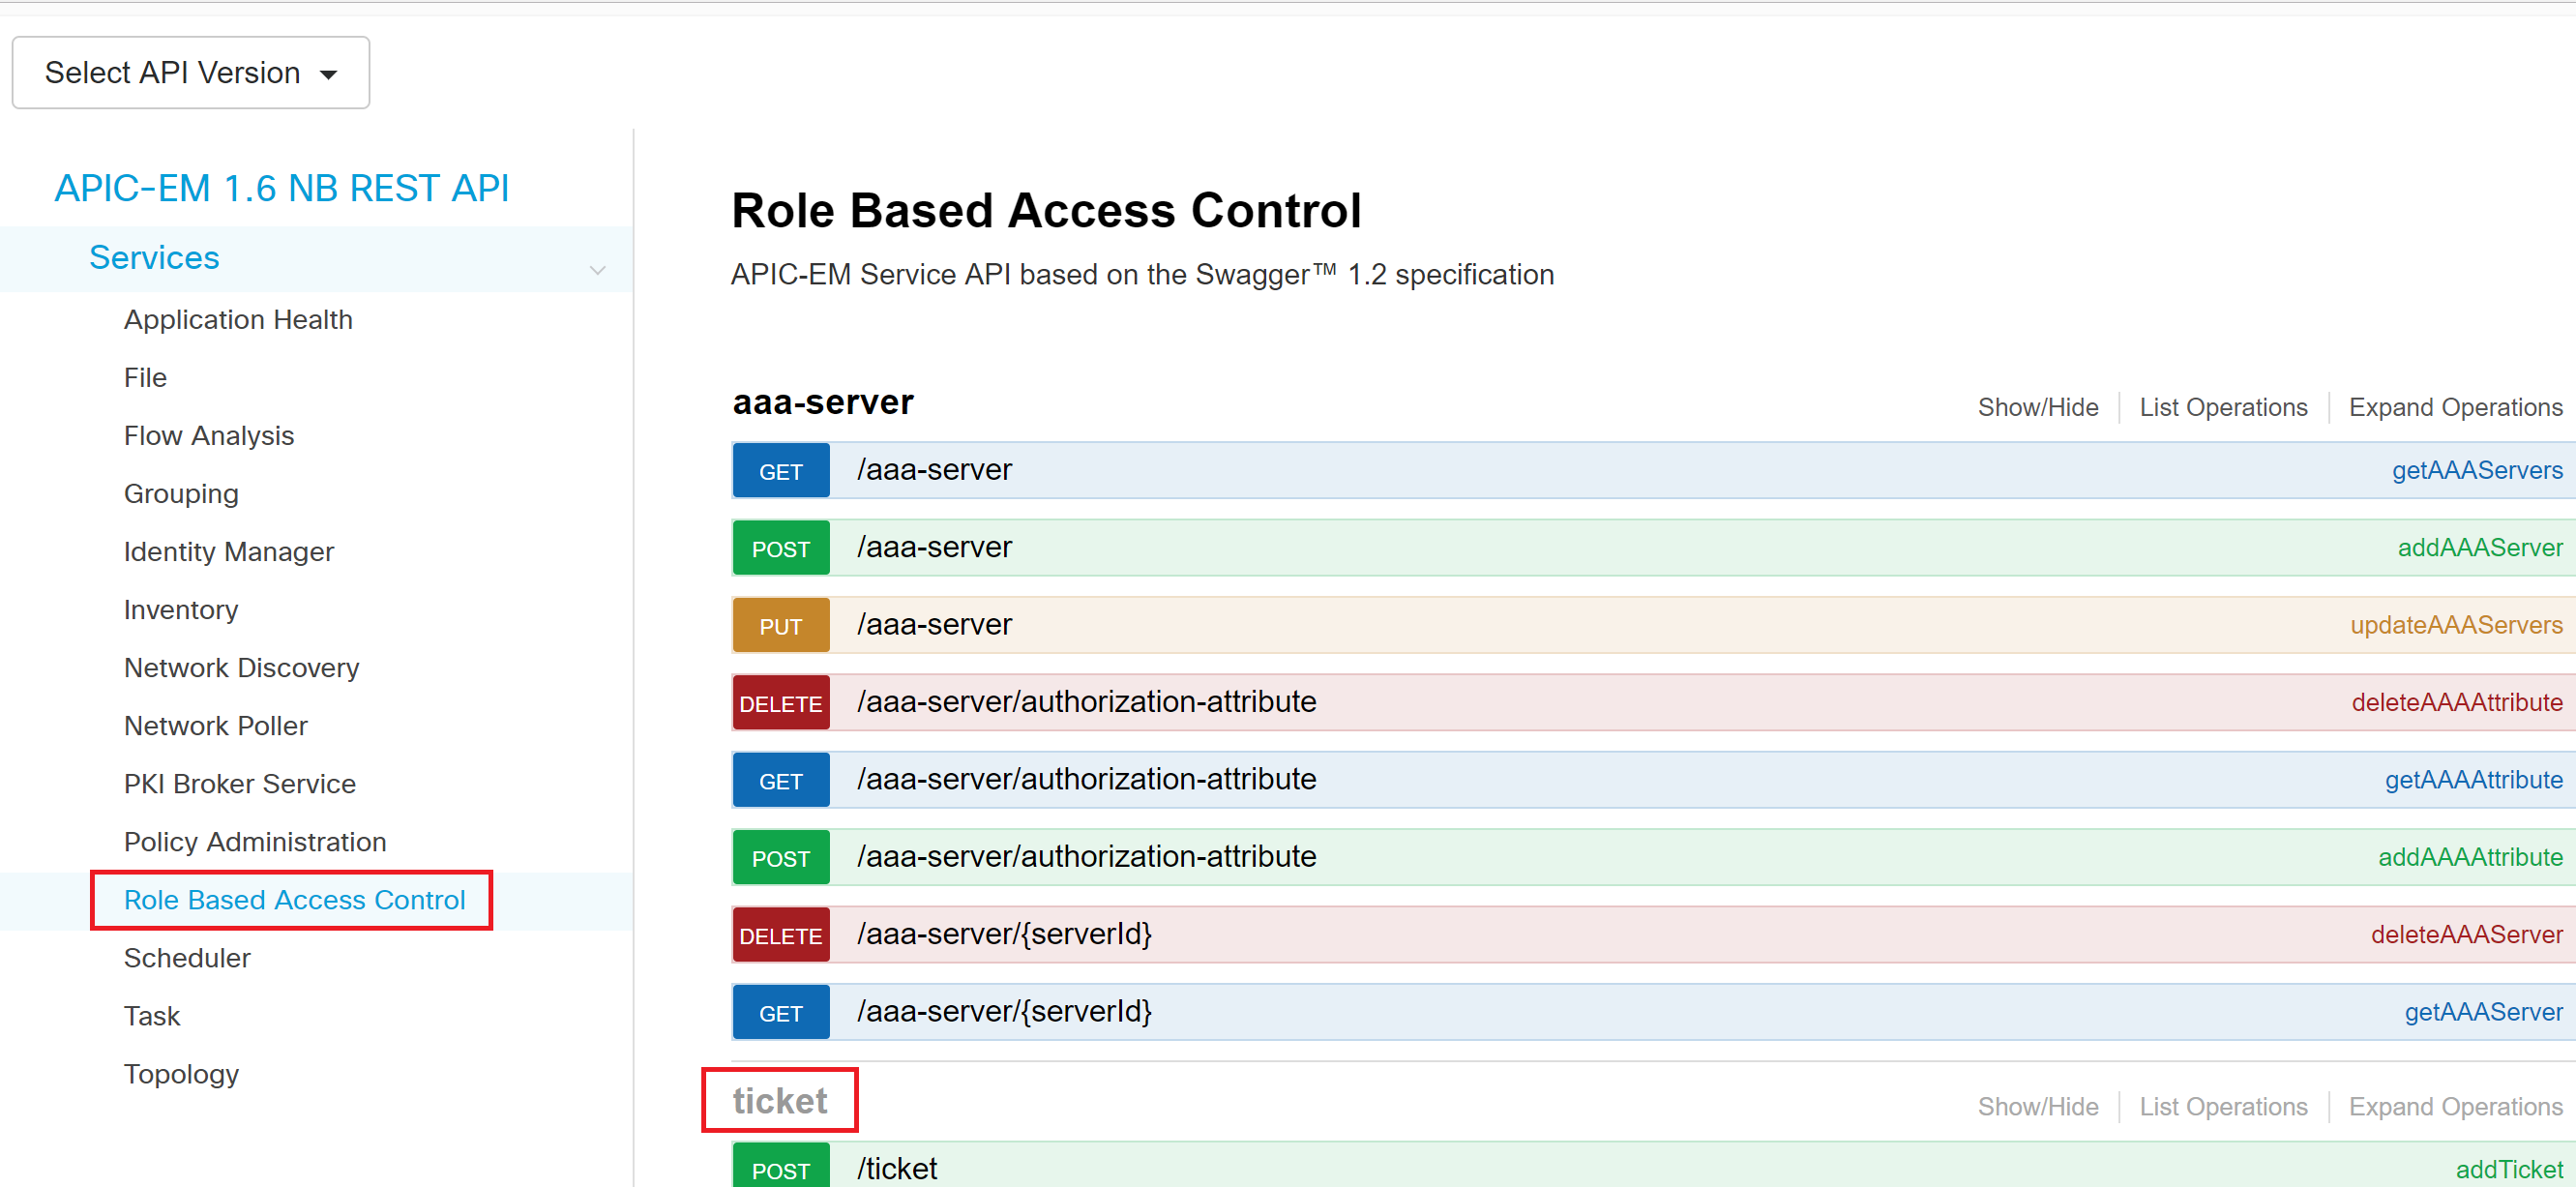 Select API Version
APIC-EM 1.6 NB REST API
Services
Application Health
File
Flow Analysis
Grouping
Identity Manager
Inventory
Network Discovery
Network Poller
PKI Broker Service
Policy Administration
Role Based Access Control
Scheduler
Task
Topology
Role Based Access Control
APIC-EM Service API based on the Swagger™ 1.2 specification
aaa-server Show/Hide List Operations Expand Operations
GET /aaa-server getAAAServers
POST /aaa-server addAAAServer
PUT /aaa-server updateAAAServers
DELETE /aaa-server/authorization-attribute deleteAAAAttribute
GET /aaa-server/authorization-attribute getAAAAttribute
POST /aaa-server/authorization-attribute addAAAAttribute
DELETE /aaa-server/{serverId} deleteAAAServer
GET /aaa-server/{serverId} getAAAServer
ticket Show/Hide List Operations Expand Operations
POST /ticket addTicket